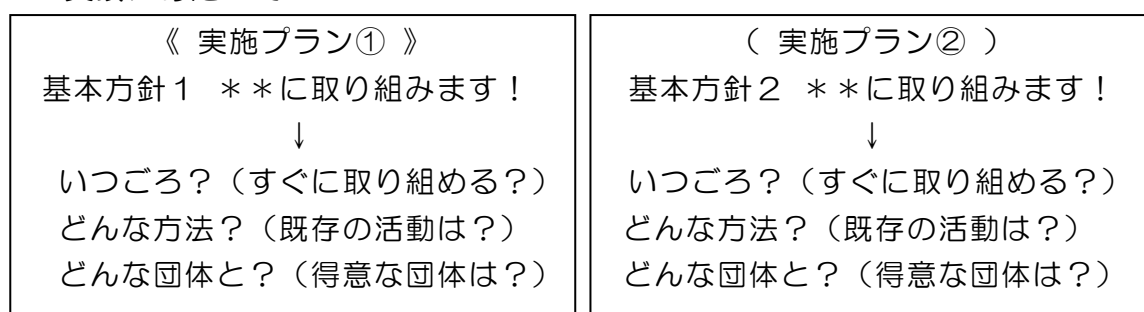 《 実施プラン① 》
基本方針1 **に取り組みます!
↓
いつごろ?(すぐに取り組める?)
どんな方法?(既存の活動は?)
どんな団体と?(得意な団体は?)
( 実施プラン② )
基本方針2 **に取り組みます!
↓
いつごろ?(すぐに取り組める?)
どんな方法?(既存の活動は?)
どんな団体と?(得意な団体は?)